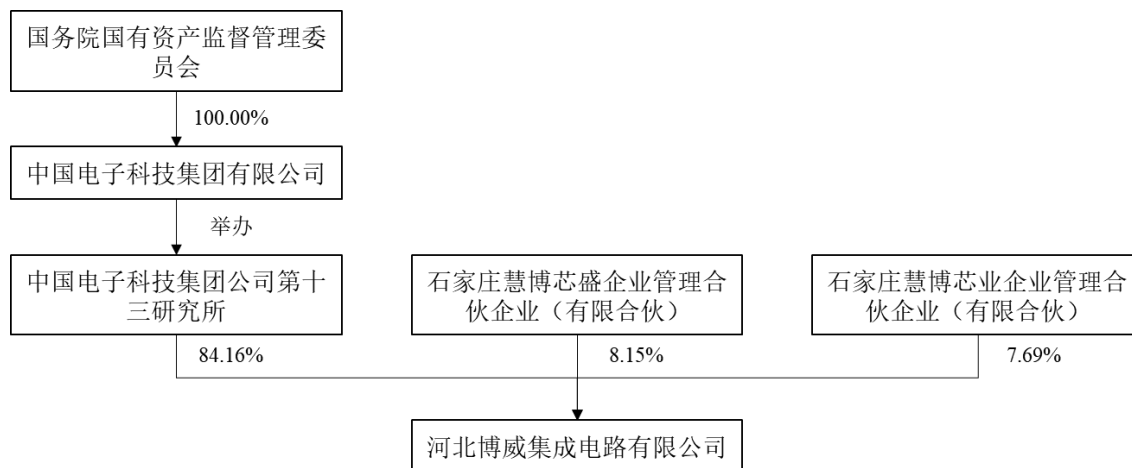 国务院国有资产监督管理委
员会
100.00%
中国电子科技集团有限公司
举办
中国电子科技集团公司第十
三研究所
石家庄慧博芯盛企业管理合
伙企业（有限合伙）
石家庄慧博芯业企业管理合
伙企业（有限合伙）
84.16%
8.15%
7.69%
河北博威集成电路有限公司